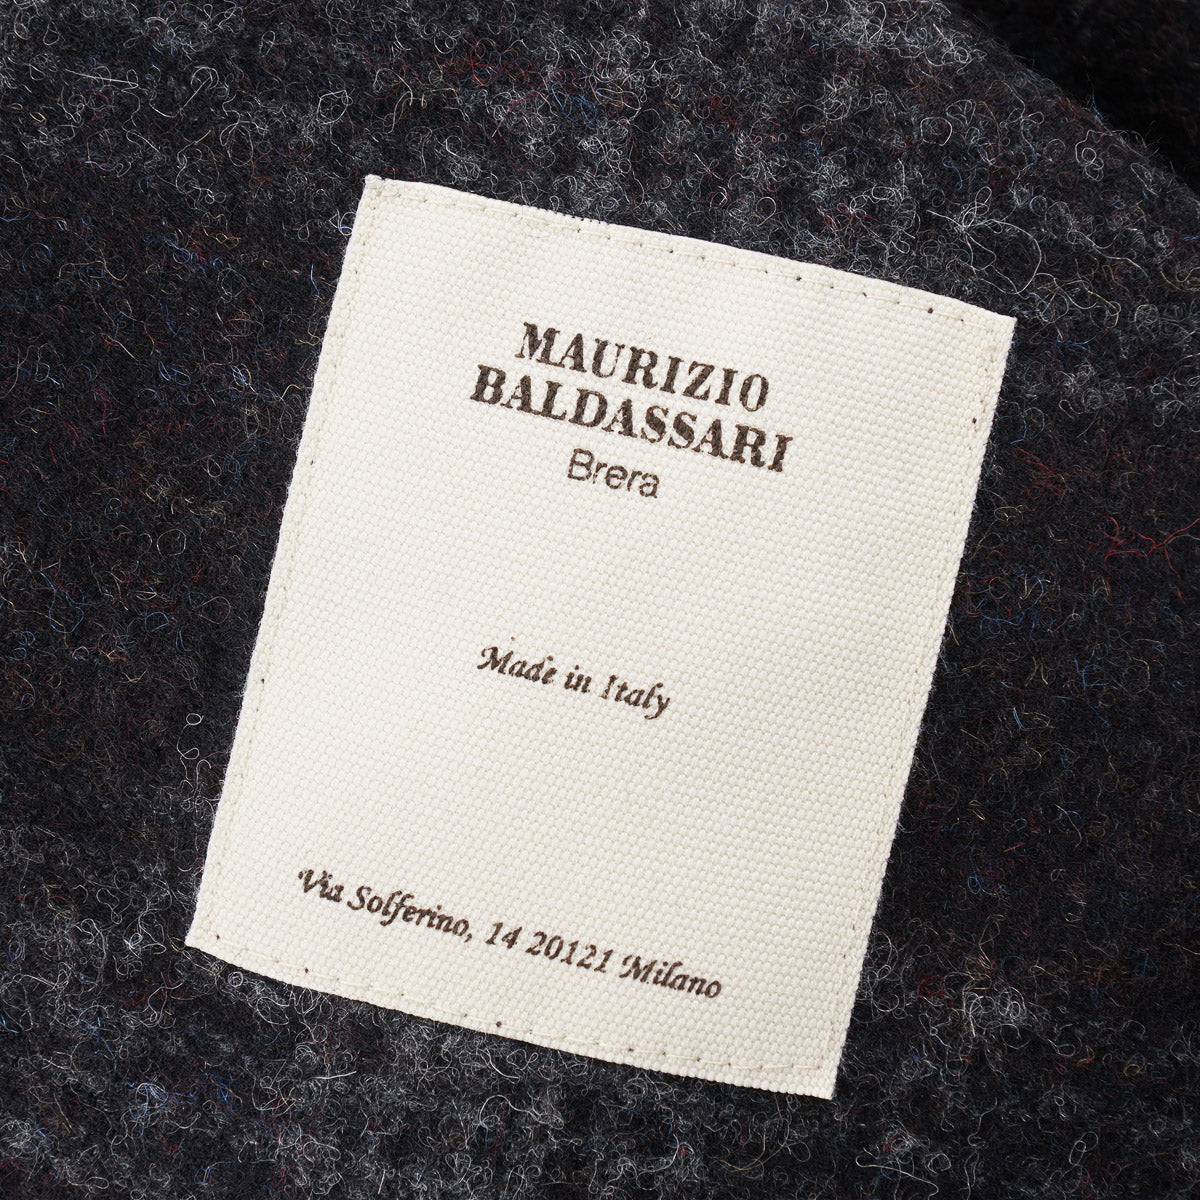 MAURIZIO
BALDASSARI
Brera
Made in Italy
Via Solferino, 14 20121 Milano